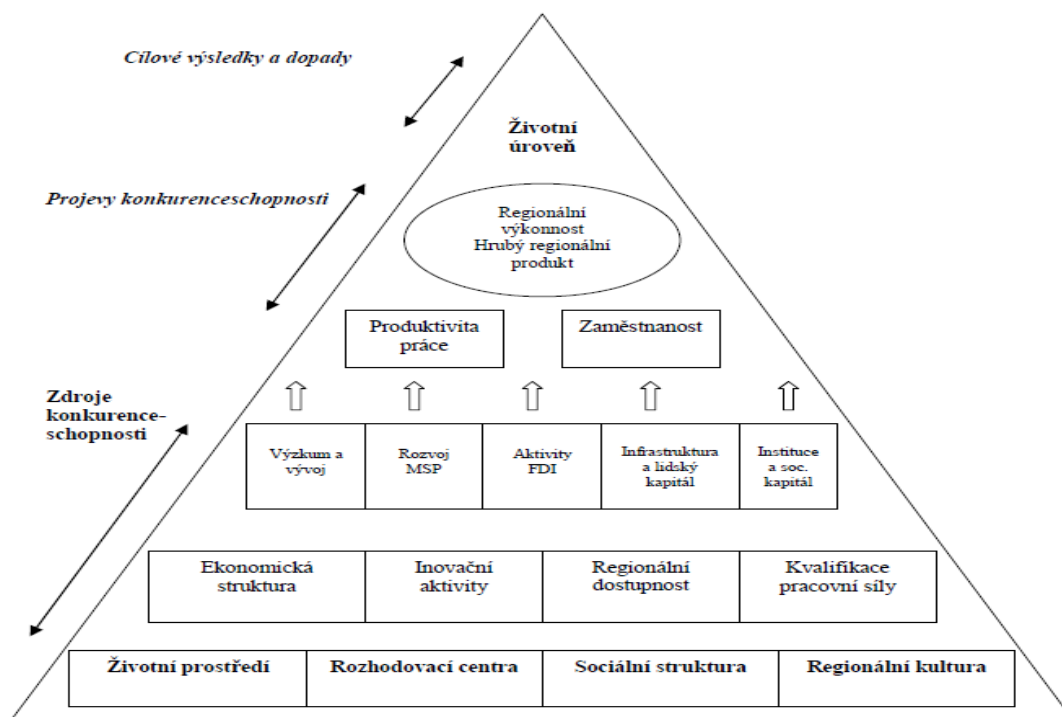 Cílové výsledky a dopady
Životní
úroveň
Projevy konkurenceschopnosti
Regionální
výkonnost
Hrubý regionální
produkt
Produktivita
práce
Zaměstnanost
Zdroje
konkurence-
schopnosti
Výzkum a
vývoj
Rozvoj
MSP
Aktivity
FDI
Infrastruktura
a lidský
kapitál
Instituce
a soc.
kapitál
Ekonomická
struktura
Inovační
aktivity
Regionální
dostupnost
Kvalifikace
pracovní síly
Životní prostředí
Rozhodovací centra
Sociální struktura
Regionální kultura